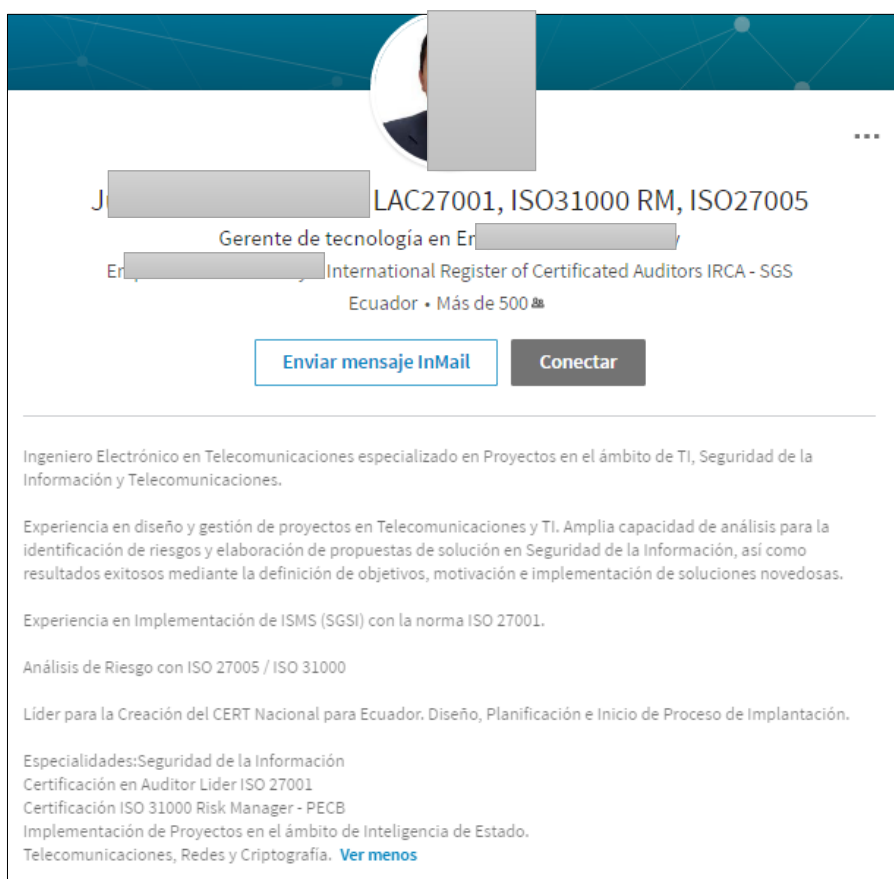 J LAC27001, ISO31000 RM, ISO27005
Gerente de tecnología en Er
Er International Register of Certificated Auditors IRCA - SGS
Ecuador • Más de 500
Enviar mensaje InMail
Conectar
Ingeniero Electrónico en Telecomunicaciones especializado en Proyectos en el ámbito de TI, Seguridad de la
Información y Telecomunicaciones.
Experiencia en diseño y gestión de proyectos en Telecomunicaciones y TI. Amplia capacidad de análisis para la
identificación de riesgos y elaboración de propuestas de solución en Seguridad de la Información, así como
resultados exitosos mediante la definición de objetivos, motivación e implementación de soluciones novedosas.
Experiencia en Implementación de ISMS (SGSI) con la norma ISO 27001.
Análisis de Riesgo con ISO 27005 / ISO 31000
Líder para la Creación del CERT Nacional para Ecuador. Diseño, Planificación e Inicio de Proceso de Implantación.
Especialidades:Seguridad de la Información
Certificación en Auditor Lider ISO 27001
Certificación ISO 31000 Risk Manager - PECB
Implementación de Proyectos en el ámbito de Inteligencia de Estado.
Telecomunicaciones, Redes y Criptografía. Ver menos